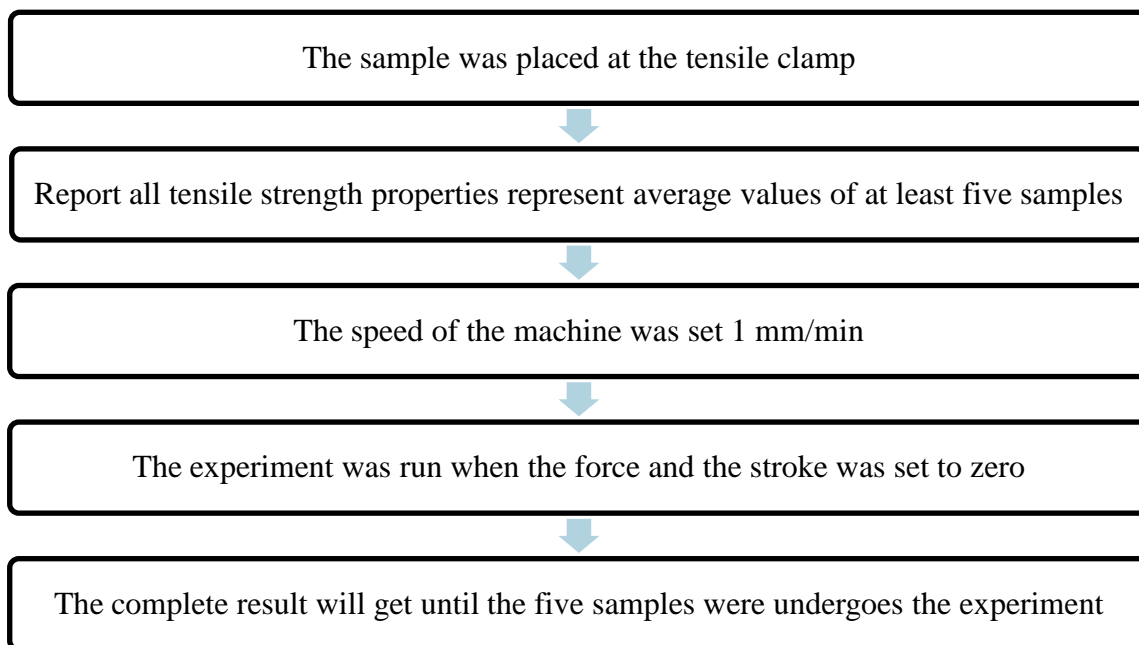 The sample was placed at the tensile clamp
Report all tensile strength properties represent average values of at least five samples
The speed of the machine was set 1 mm/min
The experiment was run when the force and the stroke was set to zero
The complete result will get until the five samples were undergoes the experiment